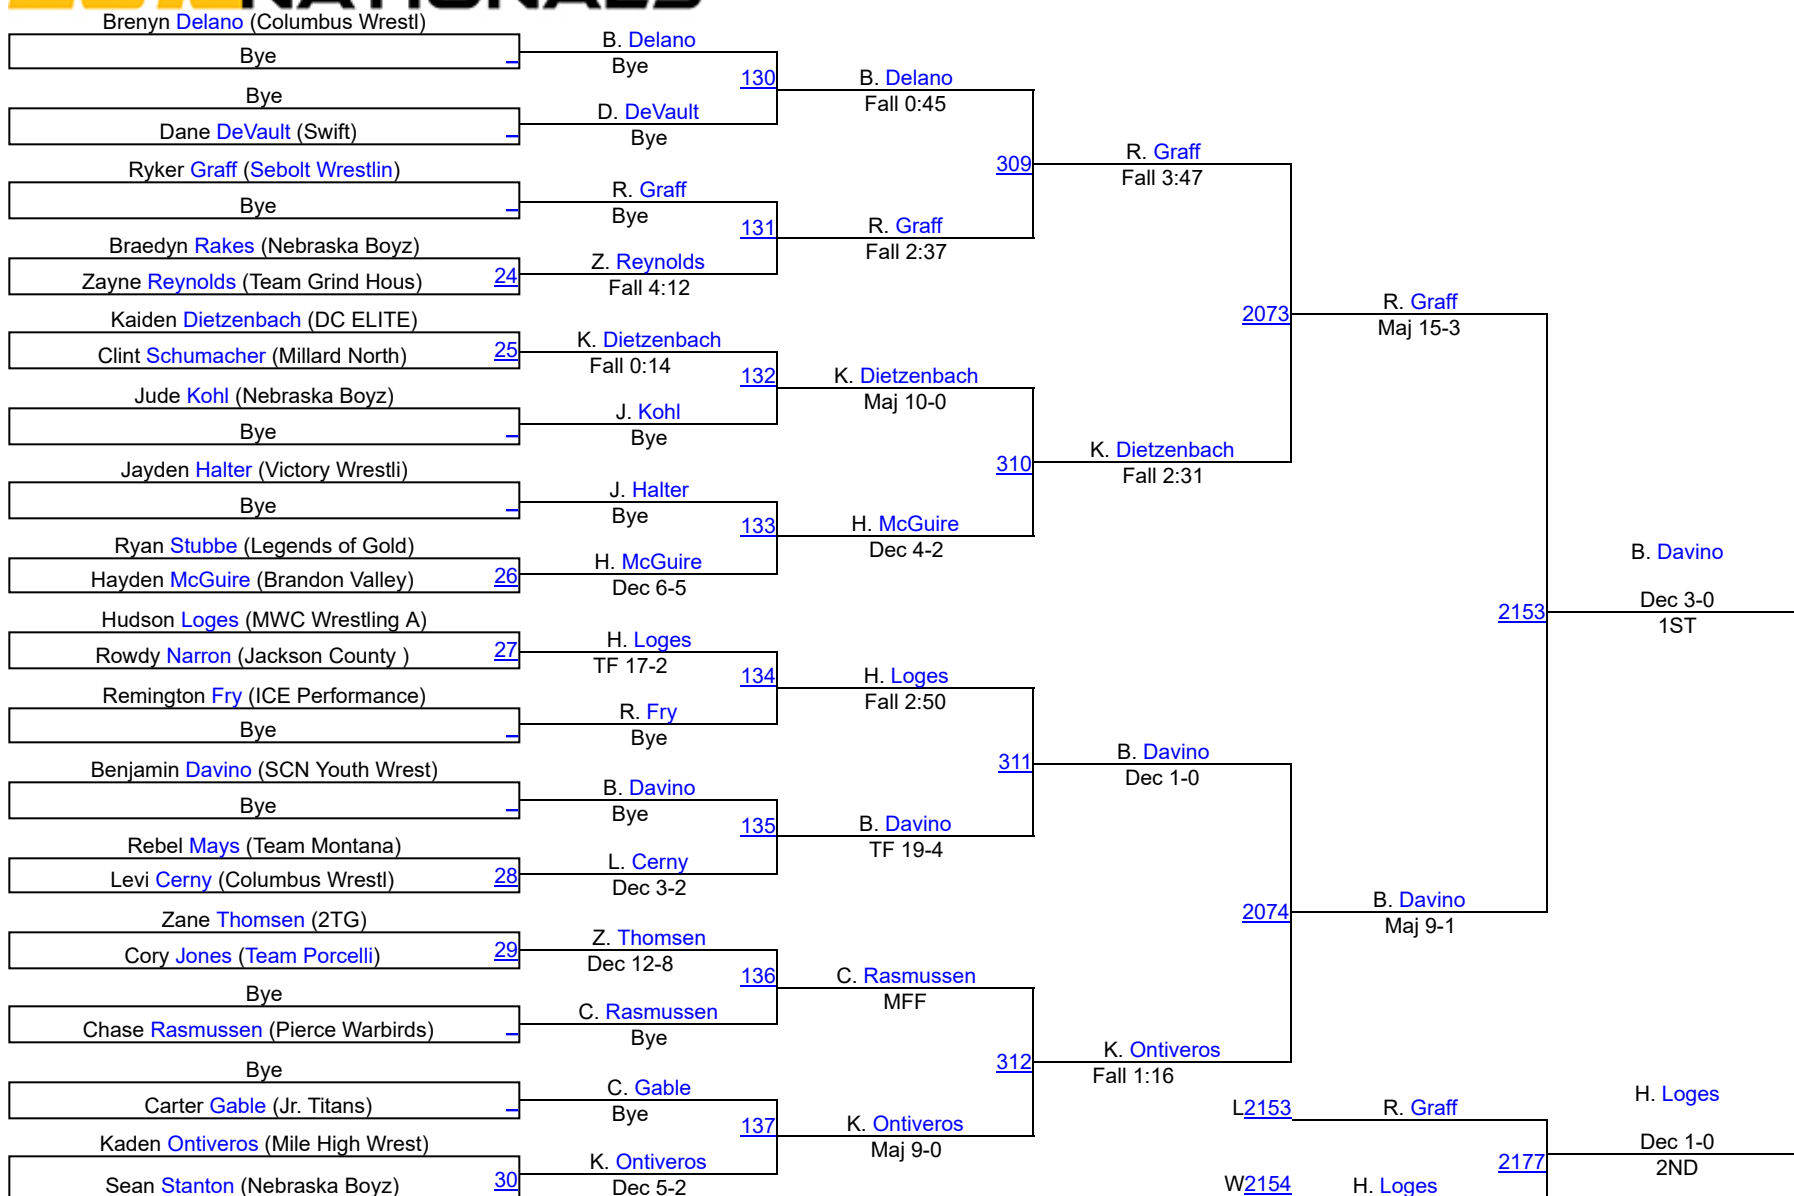 Brenyn Delano (Columbus Wrestl)
Bye
Bye
Dane DeVault (Swift)
Ryker Graff (Sebolt Wrestlin)
Bye
Braedyn Rakes (Nebraska Boyz)
Zayne Reynolds (Team Grind Hous) 24
Kaiden Dietzenbach (DC ELITE)
Clint Schumacher (Millard North) 25
Jude Kohl (Nebraska Boyz)
Bye
Jayden Halter (Victory Wrestli)
Bye
Ryan Stubbe (Legends of Gold)
Hayden McGuire (Brandon Valley) 26
Hudson Loges (MWC Wrestling A)
Rowdy Narron (Jackson County ) 27
Remington Fry (ICE Performance)
Bye
Benjamin Davino (SCN Youth Wrest)
Bye
Rebel Mays (Team Montana)
Levi Cerny (Columbus Wrestl) 28
Zane Thomsen (2TG)
Cory Jones (Team Porcelli) 29
Bye
Chase Rasmussen (Pierce Warbirds)
Bye
Carter Gable (Jr. Titans)
Kaden Ontiveros (Mile High Wrest)
Sean Stanton (Nebraska Boyz) 30
B. Delano
Bye
130
D. DeVault
Bye
R. Graff
Bye
131
Z. Reynolds
Fall 4:12
K. Dietzenbach
Fall 0:14
132
J. Kohl
Bye
J. Halter
Bye
133
H. McGuire
Dec 6-5
H. Loges
TF 17-2
134
R. Fry
Bye
B. Davino
Bye
135
L. Cerny
Dec 3-2
Z. Thomsen
Dec 12-8
136
C. Rasmussen
Bye
C. Gable
Bye
137
K. Ontiveros
Dec 5-2
B. Delano
Fall 0:45
309
R. Graff
Fall 2:37
K. Dietzenbach
Maj 10-0
310
H. McGuire
Dec 4-2
H. Loges
Fall 2:50
311
B. Davino
TF 19-4
C. Rasmussen
MFF
312
K. Ontiveros
Maj 9-0
R. Graff
Fall 3:47
2073
K. Dietzenbach
Fall 2:31
B. Davino
Dec 1-0
2074
K. Ontiveros
Fall 1:16
R. Graff
Maj 15-3
2153
B. Davino
Maj 9-1
B. Davino
Dec 3-0
1ST
L2153 R. Graff
2177
W2154 H. Loges
H. Loges
Dec 1-0
2ND